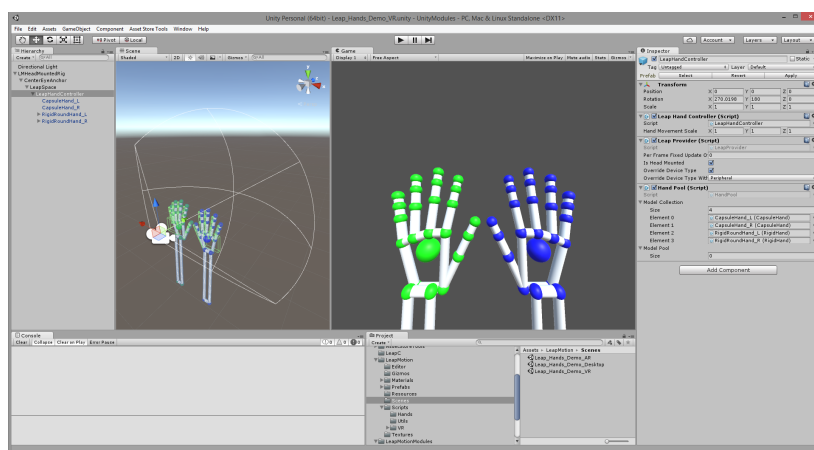 Unity Personal (64bit) - Leap_Hands_Demo_VR.unity - UnityModules - PC, Mac & Linux Standalone <DX11>
File Edit Assets GameObject Component Asset Store Tools Window Help
Pivot Local Account Layers Layout
Hierarchy
Create All
Directional Light
LMHeadMountedRig
CenterEyeAnchor
LeapSpace
LeapHandController
CapsuleHand_L
CapsuleHand_R
RigidRoundHand_L
RigidRoundHand_R
Scene
Shaded 2D Gizmos All
Game
Display 1 Free Aspect Maximize on Play Mute audio Stats Gizmos
Inspector
LeapHandController Static
Tag Untagged Layer Default
Prefab Select Revert Apply
Transform
Position X 0 Y 0 Z 0
Rotation X 270.0198 Y 180 Z 0
Scale X 1 Y 1 Z 1
Leap Hand Controller (Script)
Script LeapHandController
Hand Movement Scale X 1 Y 1 Z 1
Leap Provider (Script)
Script LeapProvider
Per Frame Fixed Update O 0
Is Head Mounted
Override Device Type
Override Device Type With Peripheral
Hand Pool (Script)
Script HandPool
Model Collection
Size 4
Element 0 CapsuleHand_L (CapsuleHand)
Element 1 CapsuleHand_R (CapsuleHand)
Element 2 RigidRoundHand_L (RigidHand)
Element 3 RigidRoundHand_R (RigidHand)
Model Pool
Size 0
Add Component
Console
Clear Collapse Clear on Play Error Pause 0 0 0
Project
Create
LeapC
LeapMotion
Editor
Gizmos
Materials
Prefabs
Resources
Scenes
Scripts
Hands
Utils
VR
Textures
LeapMotionModules
Assets LeapMotion Scenes
Leap_Hands_Demo_AR
Leap_Hands_Demo_Desktop
Leap_Hands_Demo_VR